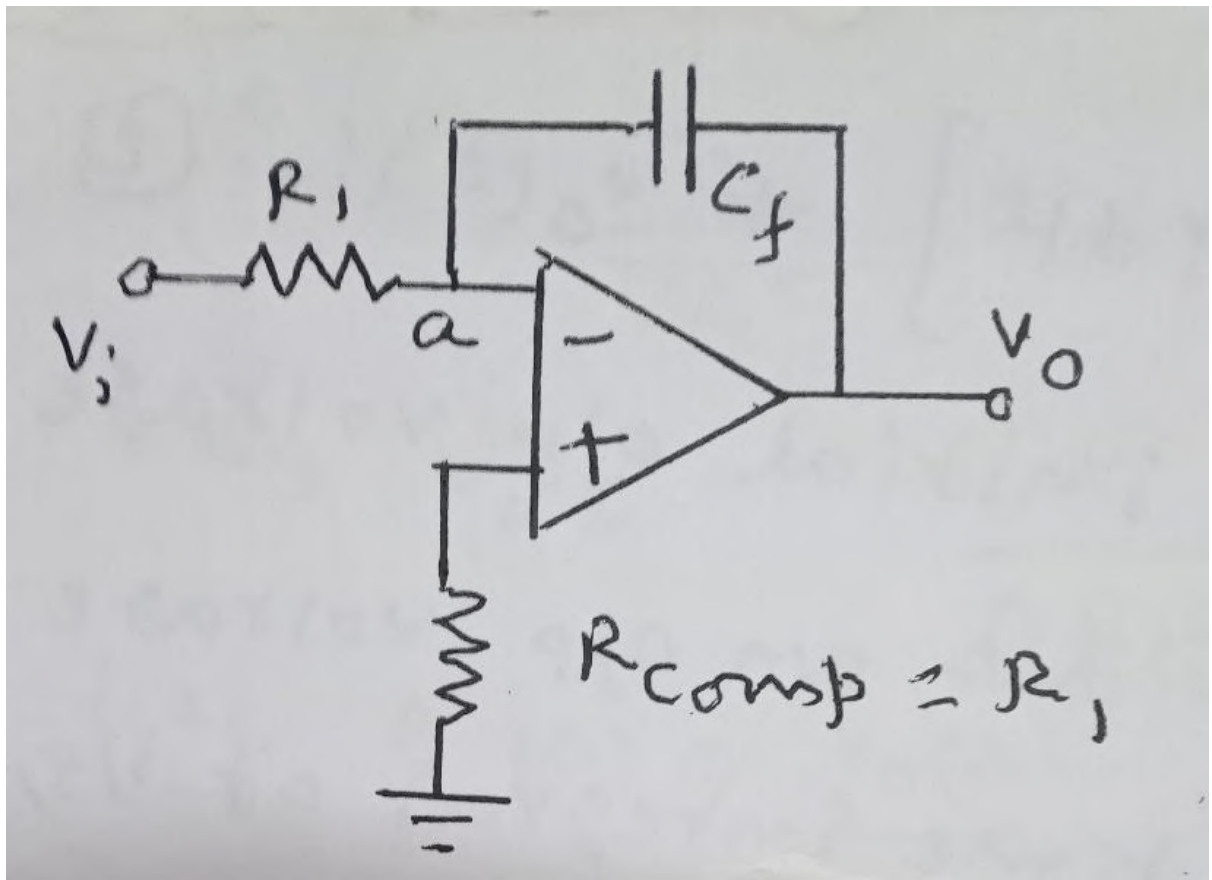 R1
Cf
Vi
a
-
+
Vo
Rcomp = R1